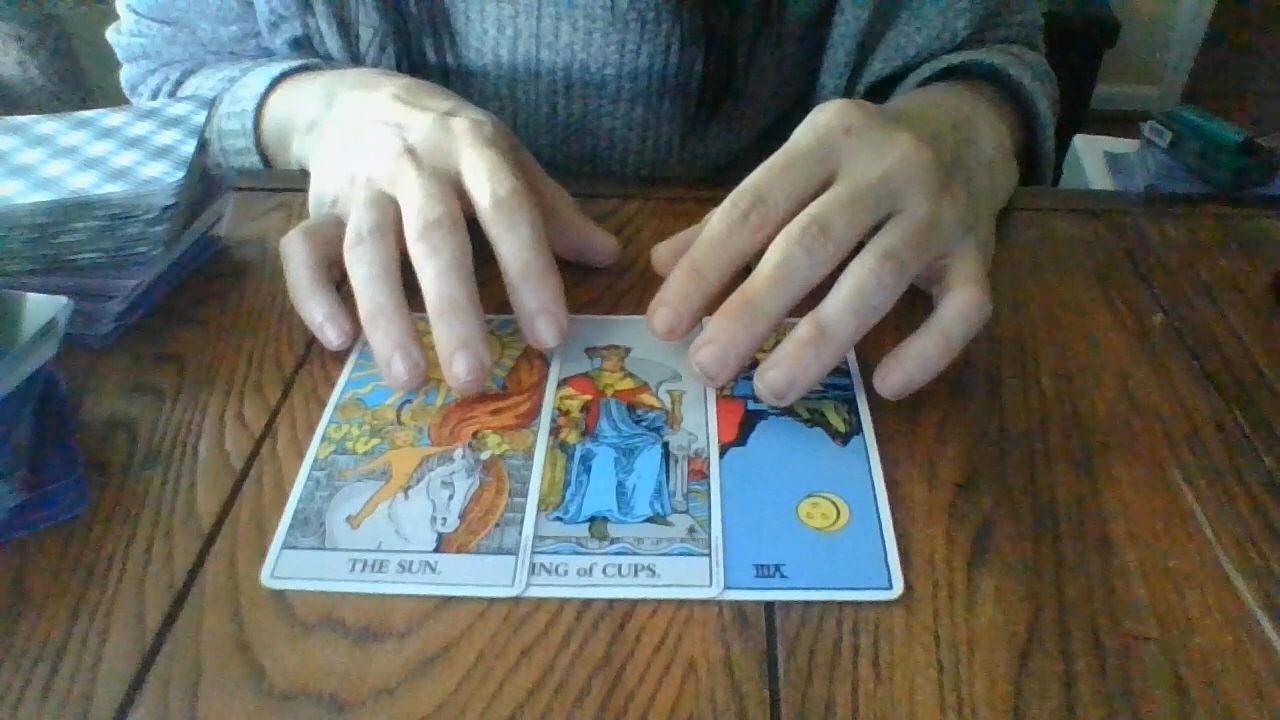 THE SUN.
ING of CUPS.
VIII